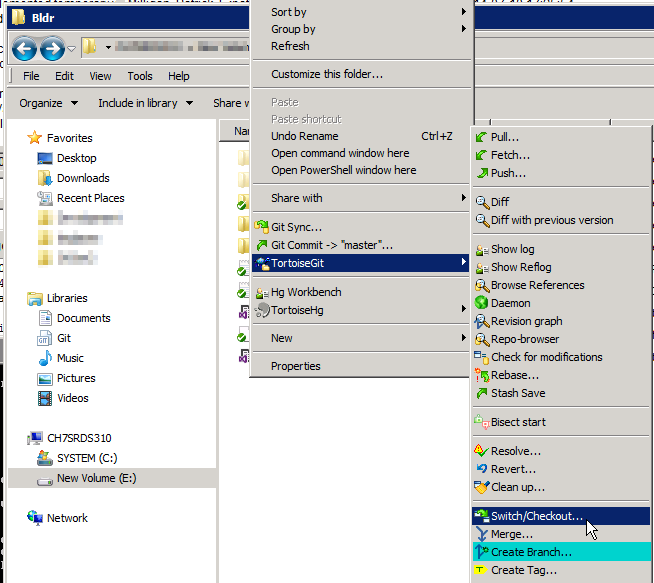 Bldr
File Edit View Tools Help
Organize Include in library Share w
Favorites
Desktop
Downloads
Recent Places
Libraries
Documents
Git
Music
Pictures
Videos
CH7SRDS310
SYSTEM (C:)
New Volume (E:)
Network
Sort by
Group by
Refresh
Customize this folder...
Paste
Paste shortcut
Undo Rename Ctrl+Z
Open command window here
Open PowerShell window here
Share with
Git Sync...
Git Commit -> "master"...
TortoiseGit
Hg Workbench
TortoiseHg
New
Properties
Pull...
Fetch...
Push...
Diff
Diff with previous version
Show log
Show Reflog
Browse References
Daemon
Revision graph
Repo-browser
Check for modifications
Rebase...
Stash Save
Bisect start
Resolve...
Revert...
Clean up...
Switch/Checkout...
Merge...
Create Branch...
Create Tag...